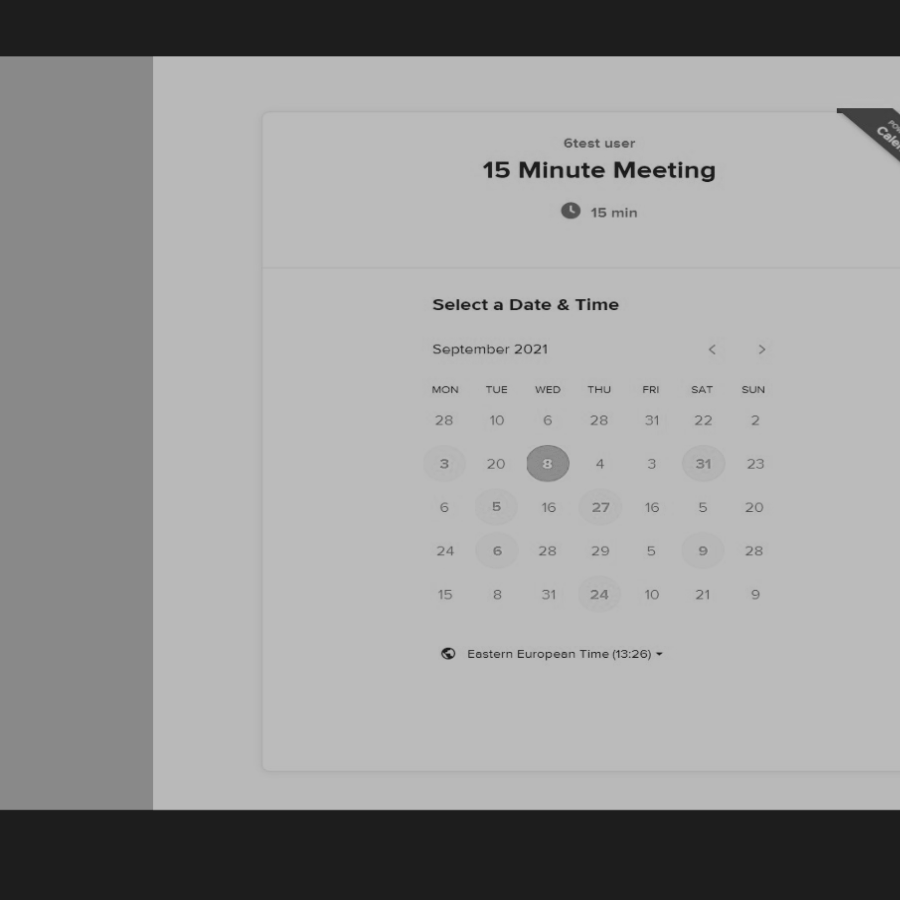 6test user
15 Minute Meeting
15 min
Select a Date & Time
September 2021 < >
MON TUE WED THU FRI SAT SUN
28 10 6 28 31 22 2
3 20 8 4 3 31 23
6 5 16 27 16 5 20
24 6 28 29 5 9 28
15 8 31 24 10 21 9
Eastern European Time (13:26)